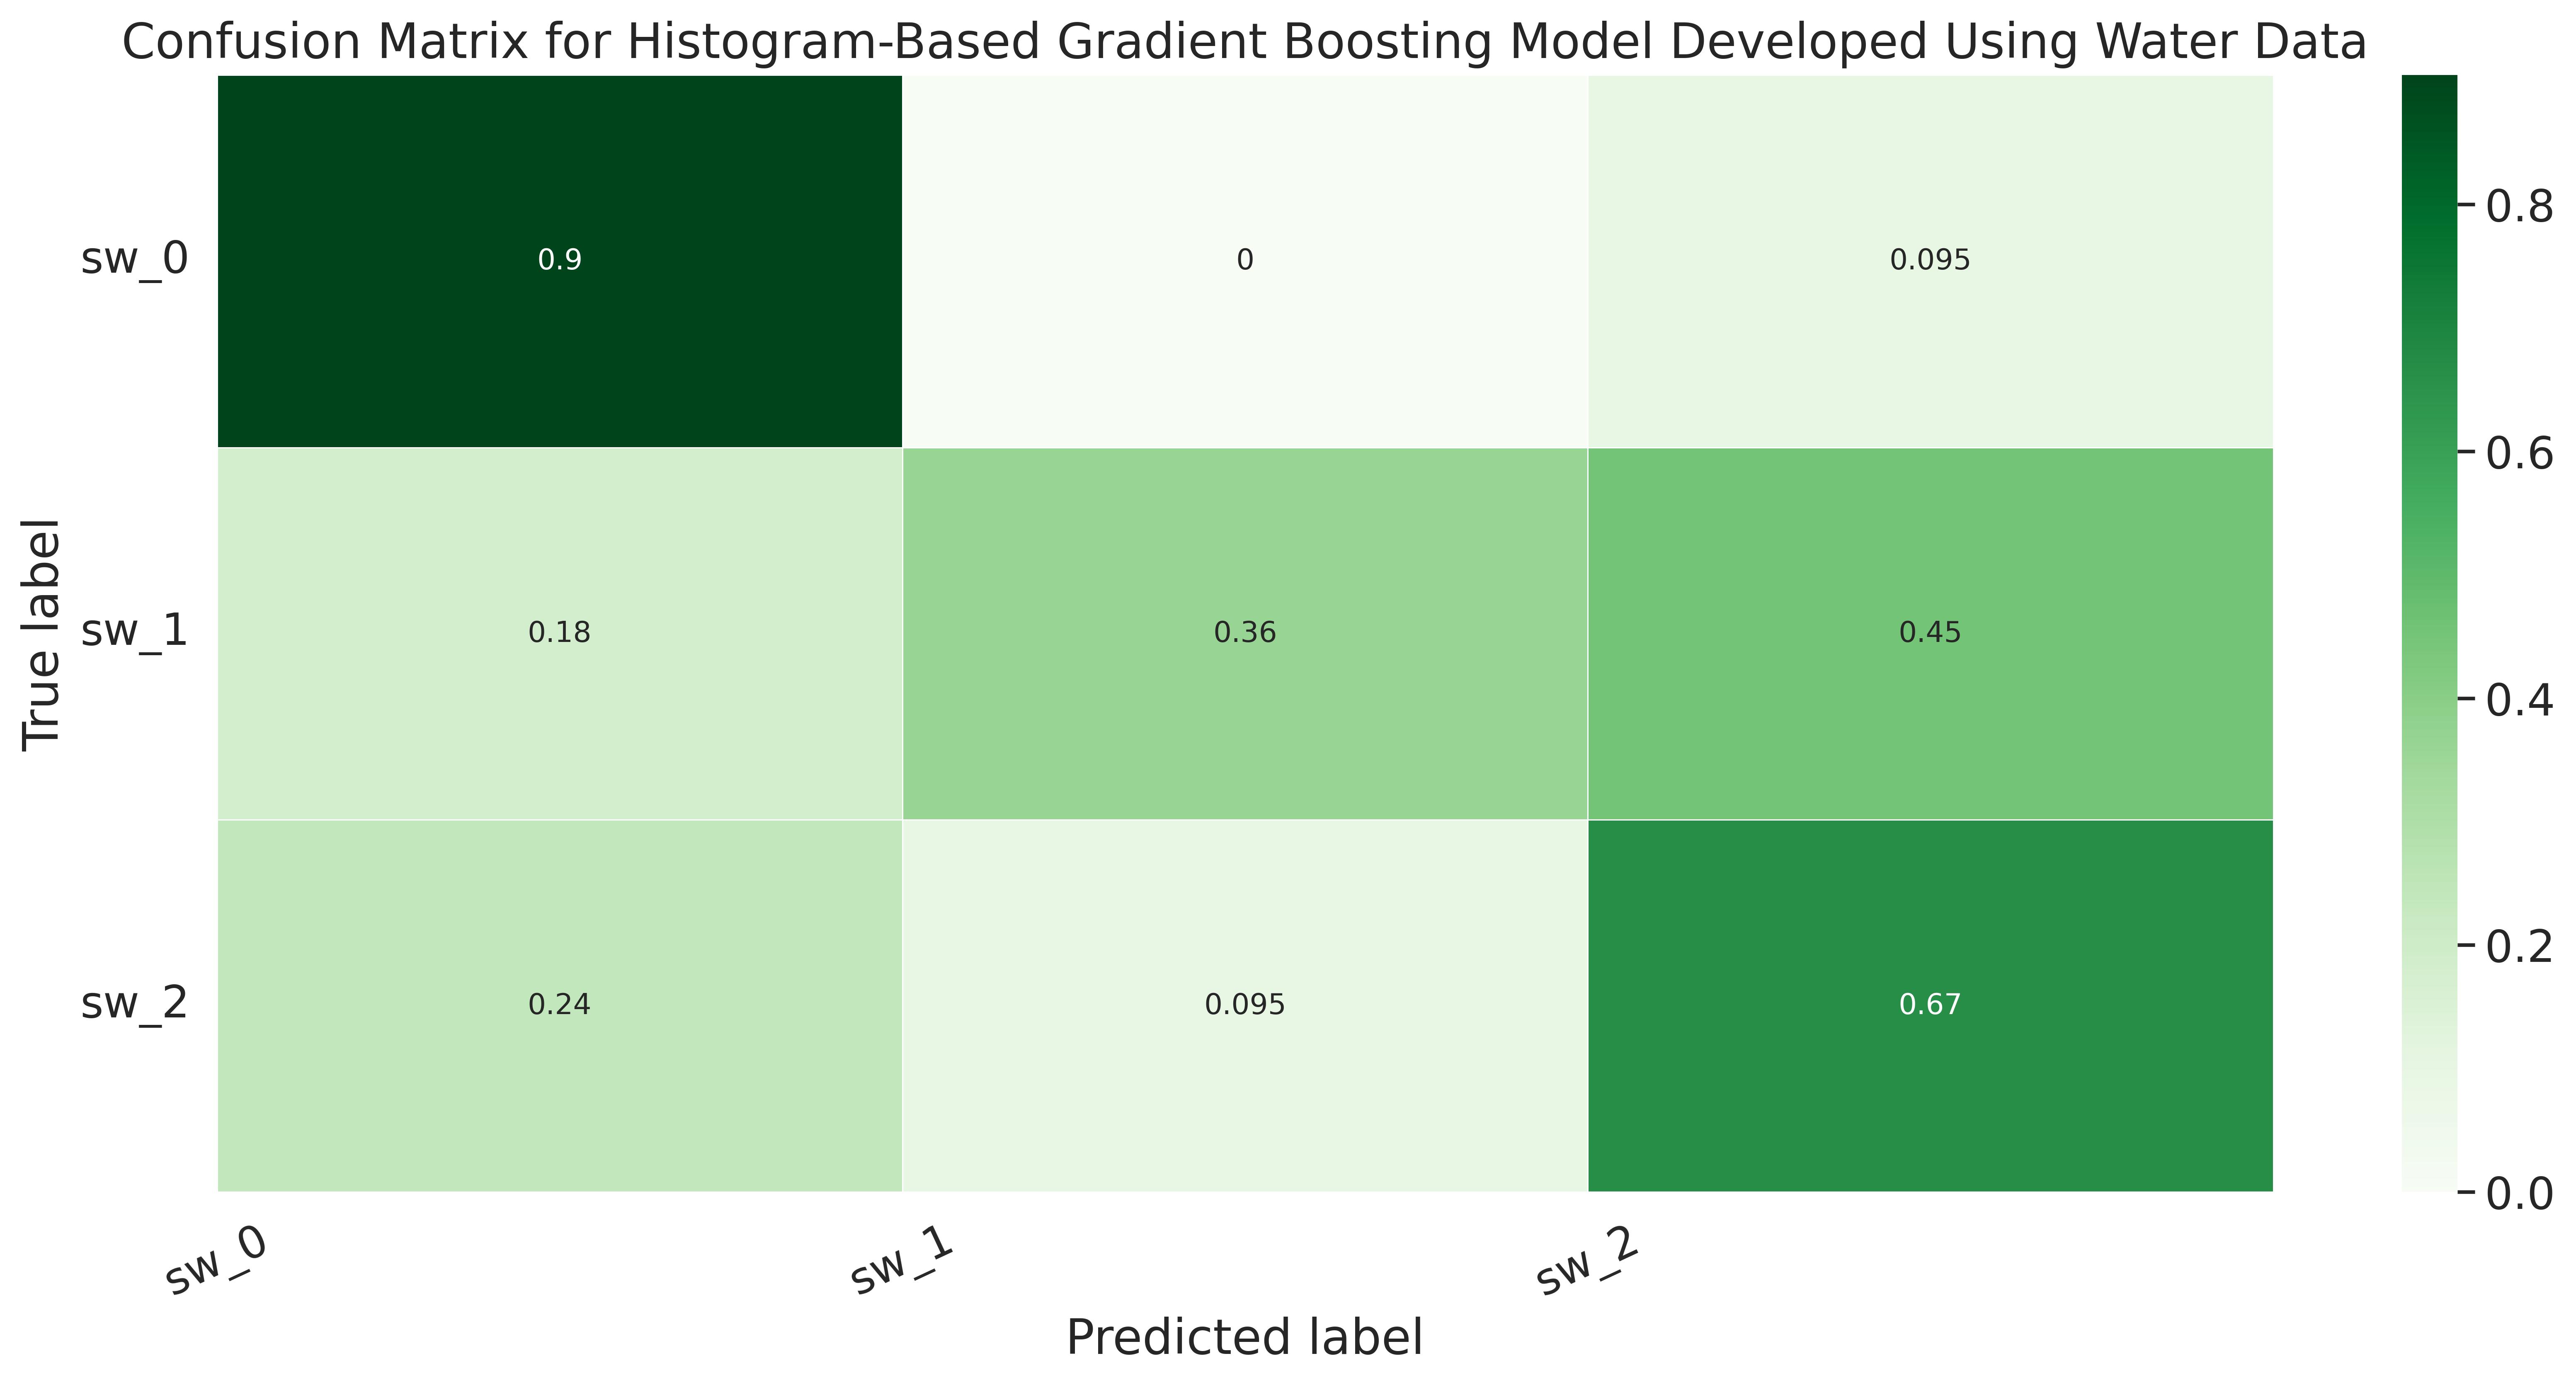 Confusion Matrix for Histogram-Based Gradient Boosting Model Developed Using Water Data
True label
sw_0
0.9
0
0.095
sw_1
0.18
0.36
0.45
sw_2
0.24
0.095
0.67
sw_0
sw_1
sw_2
Predicted label
0.8
0.6
0.4
0.2
0.0